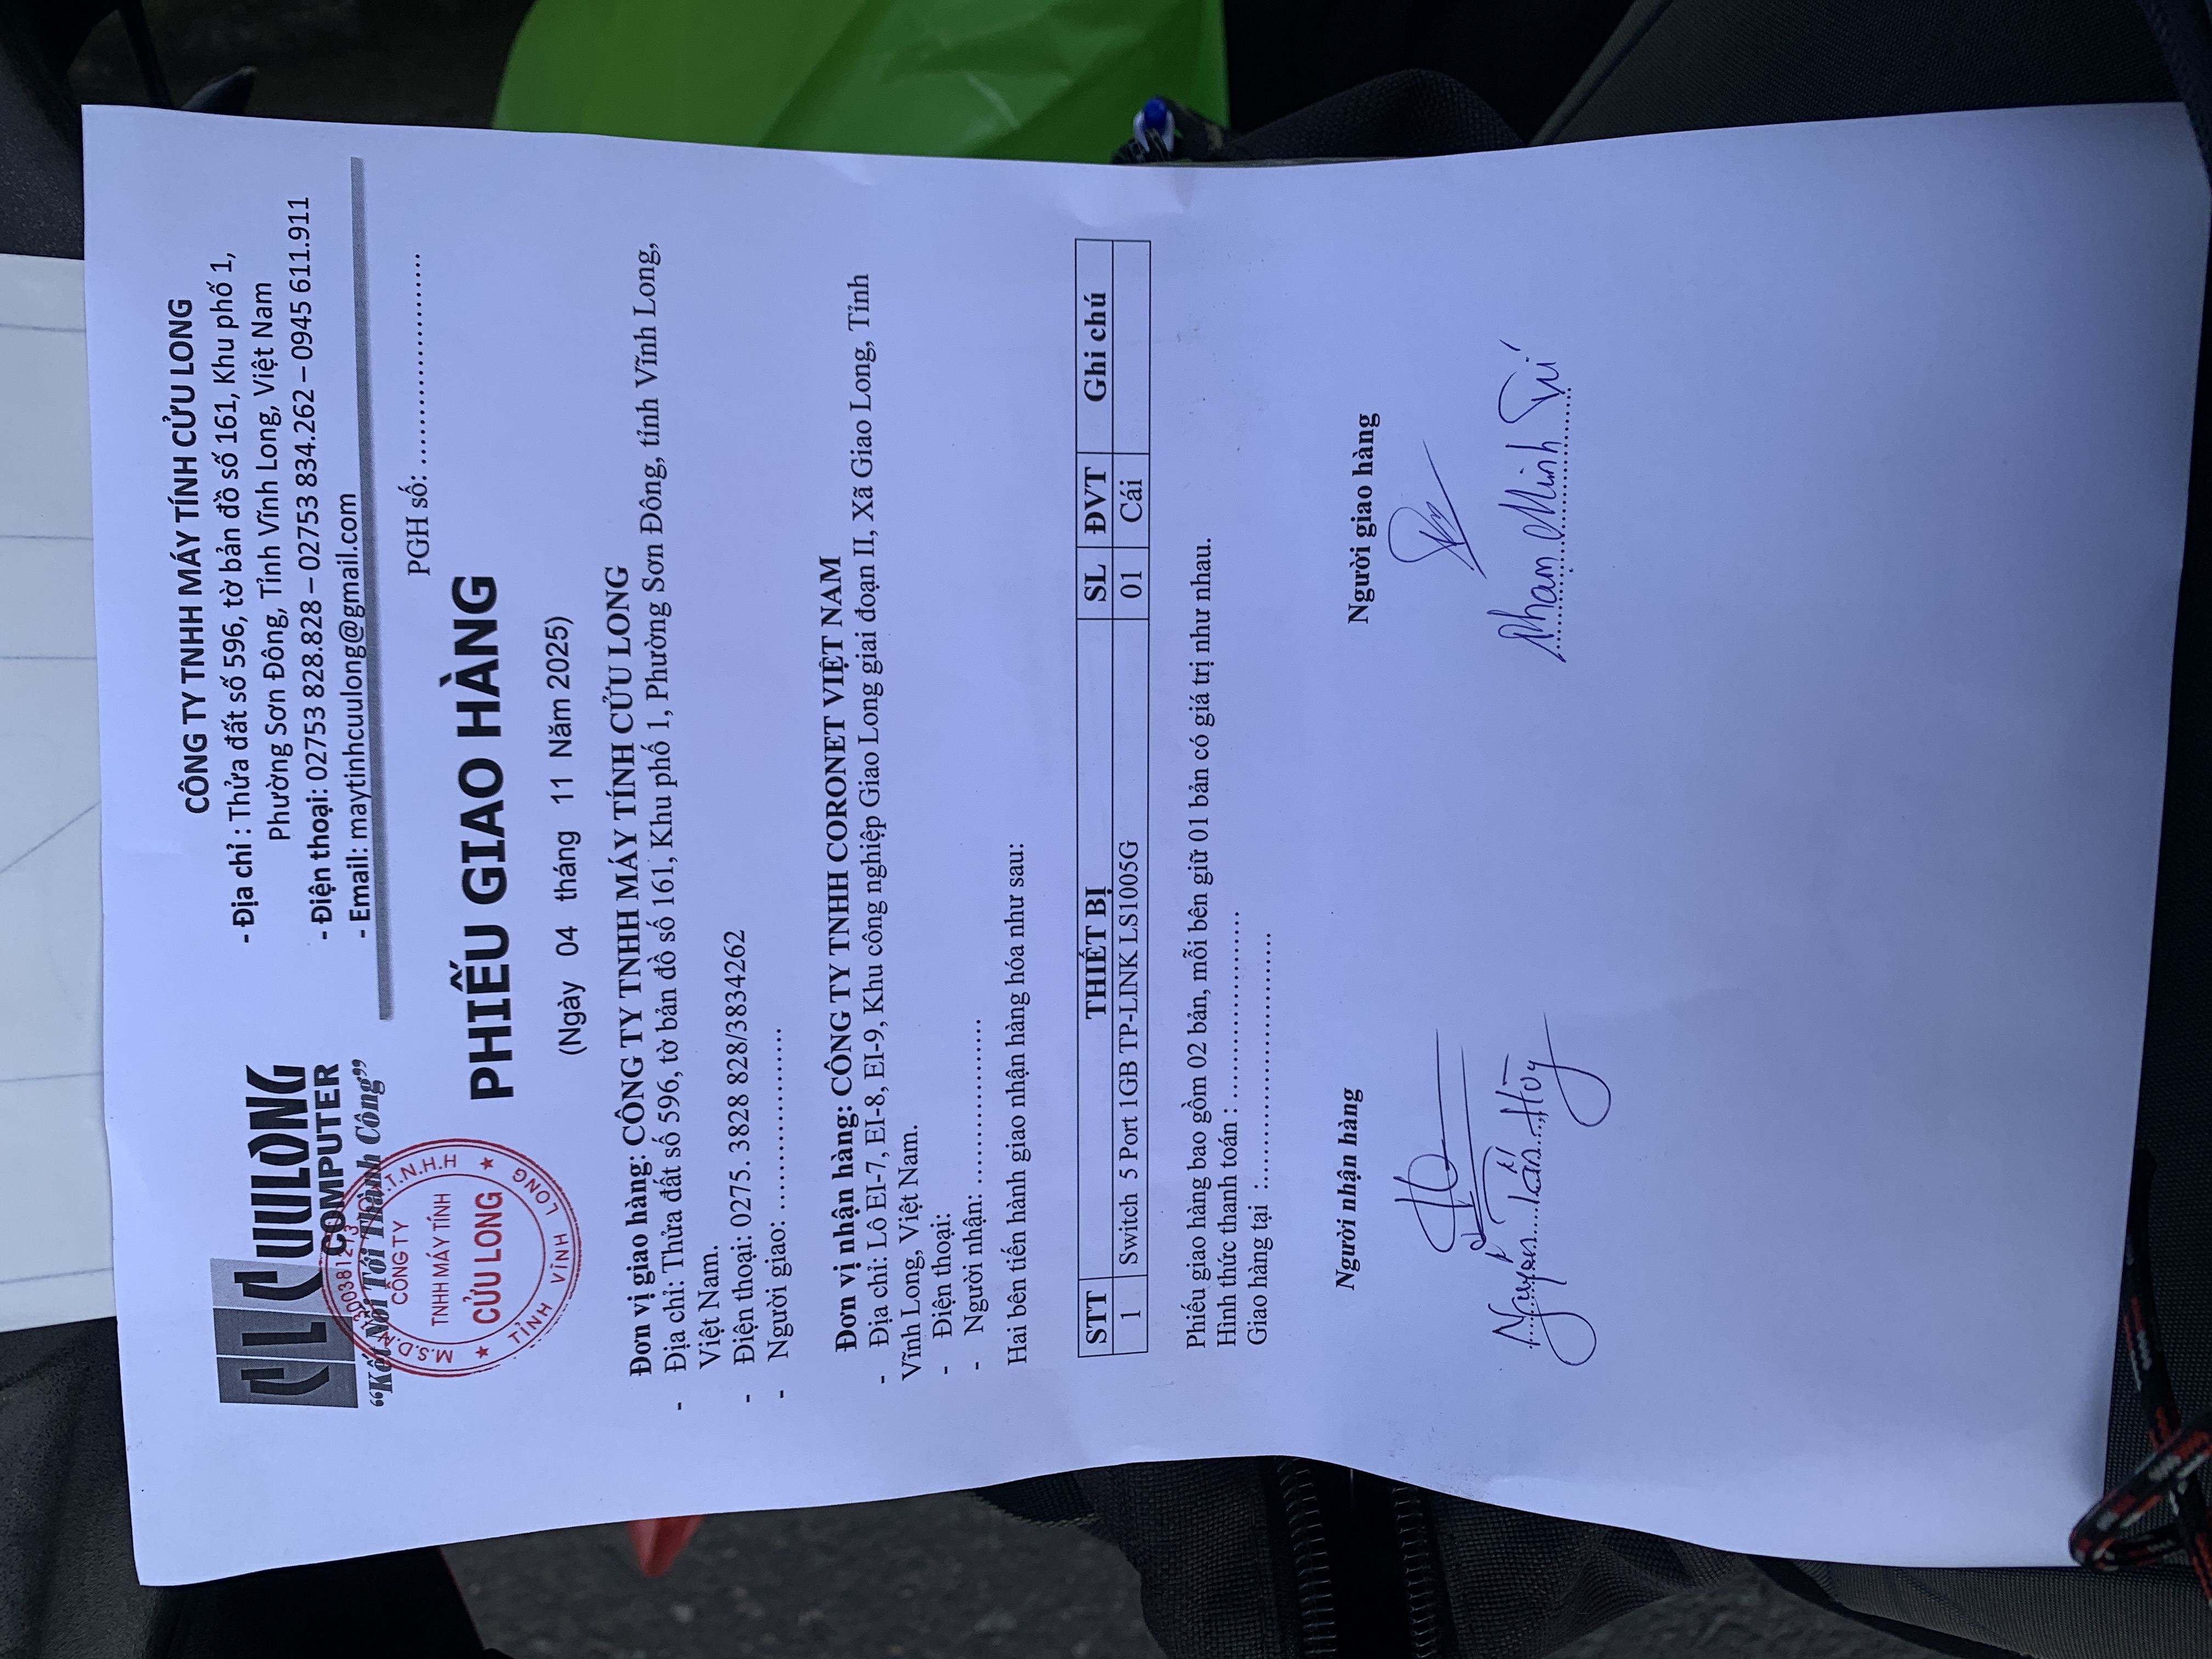 CL CUULONG
COMPUTER
“Kết Nối Tới Thành Công”
CÔNG TY TNHH MÁY TÍNH CỬU LONG
- Địa chỉ : Thửa đất số 596, tờ bản đồ số 161, Khu phố 1,
Phường Sơn Đông, Tỉnh Vĩnh Long, Việt Nam
- Điện thoại: 02753 828.828 – 02753 834.262 – 0945 611.911
- Email: maytinhcuulong@gmail.com
M.S.D.N:1300381213
T.N.H.H
CÔNG TY
TNHH MÁY TÍNH
CỬU LONG
TỈNH VĨNH LONG
PGH số: ..............................
PHIẾU GIAO HÀNG
(Ngày 04 tháng 11 Năm 2025)
Đơn vị giao hàng: CÔNG TY TNHH MÁY TÍNH CỬU LONG
- Địa chỉ: Thửa đất số 596, tờ bản đồ số 161, Khu phố 1, Phường Sơn Đông, tỉnh Vĩnh Long,
Việt Nam.
- Điện thoại: 0275. 3828 828/3834262
- Người giao: ..........................
Đơn vị nhận hàng: CÔNG TY TNHH CORONET VIỆT NAM
- Địa chỉ: Lô EI-7, EI-8, EI-9, Khu công nghiệp Giao Long giai đoạn II, Xã Giao Long, Tỉnh
Vĩnh Long, Việt Nam.
- Điện thoại:
- Người nhận: ........................
Hai bên tiến hành giao nhận hàng hóa như sau:
STT THIẾT BỊ SL ĐVT Ghi chú
1 Switch 5 Port 1GB TP-LINK LS1005G 01 Cái
Phiếu giao hàng bao gồm 02 bản, mỗi bên giữ 01 bản có giá trị như nhau.
Hình thức thanh toán : ...........................
Giao hàng tại :....................................
Người nhận hàng Người giao hàng
Nguyễn Tấn Huy Phạm Minh Tú